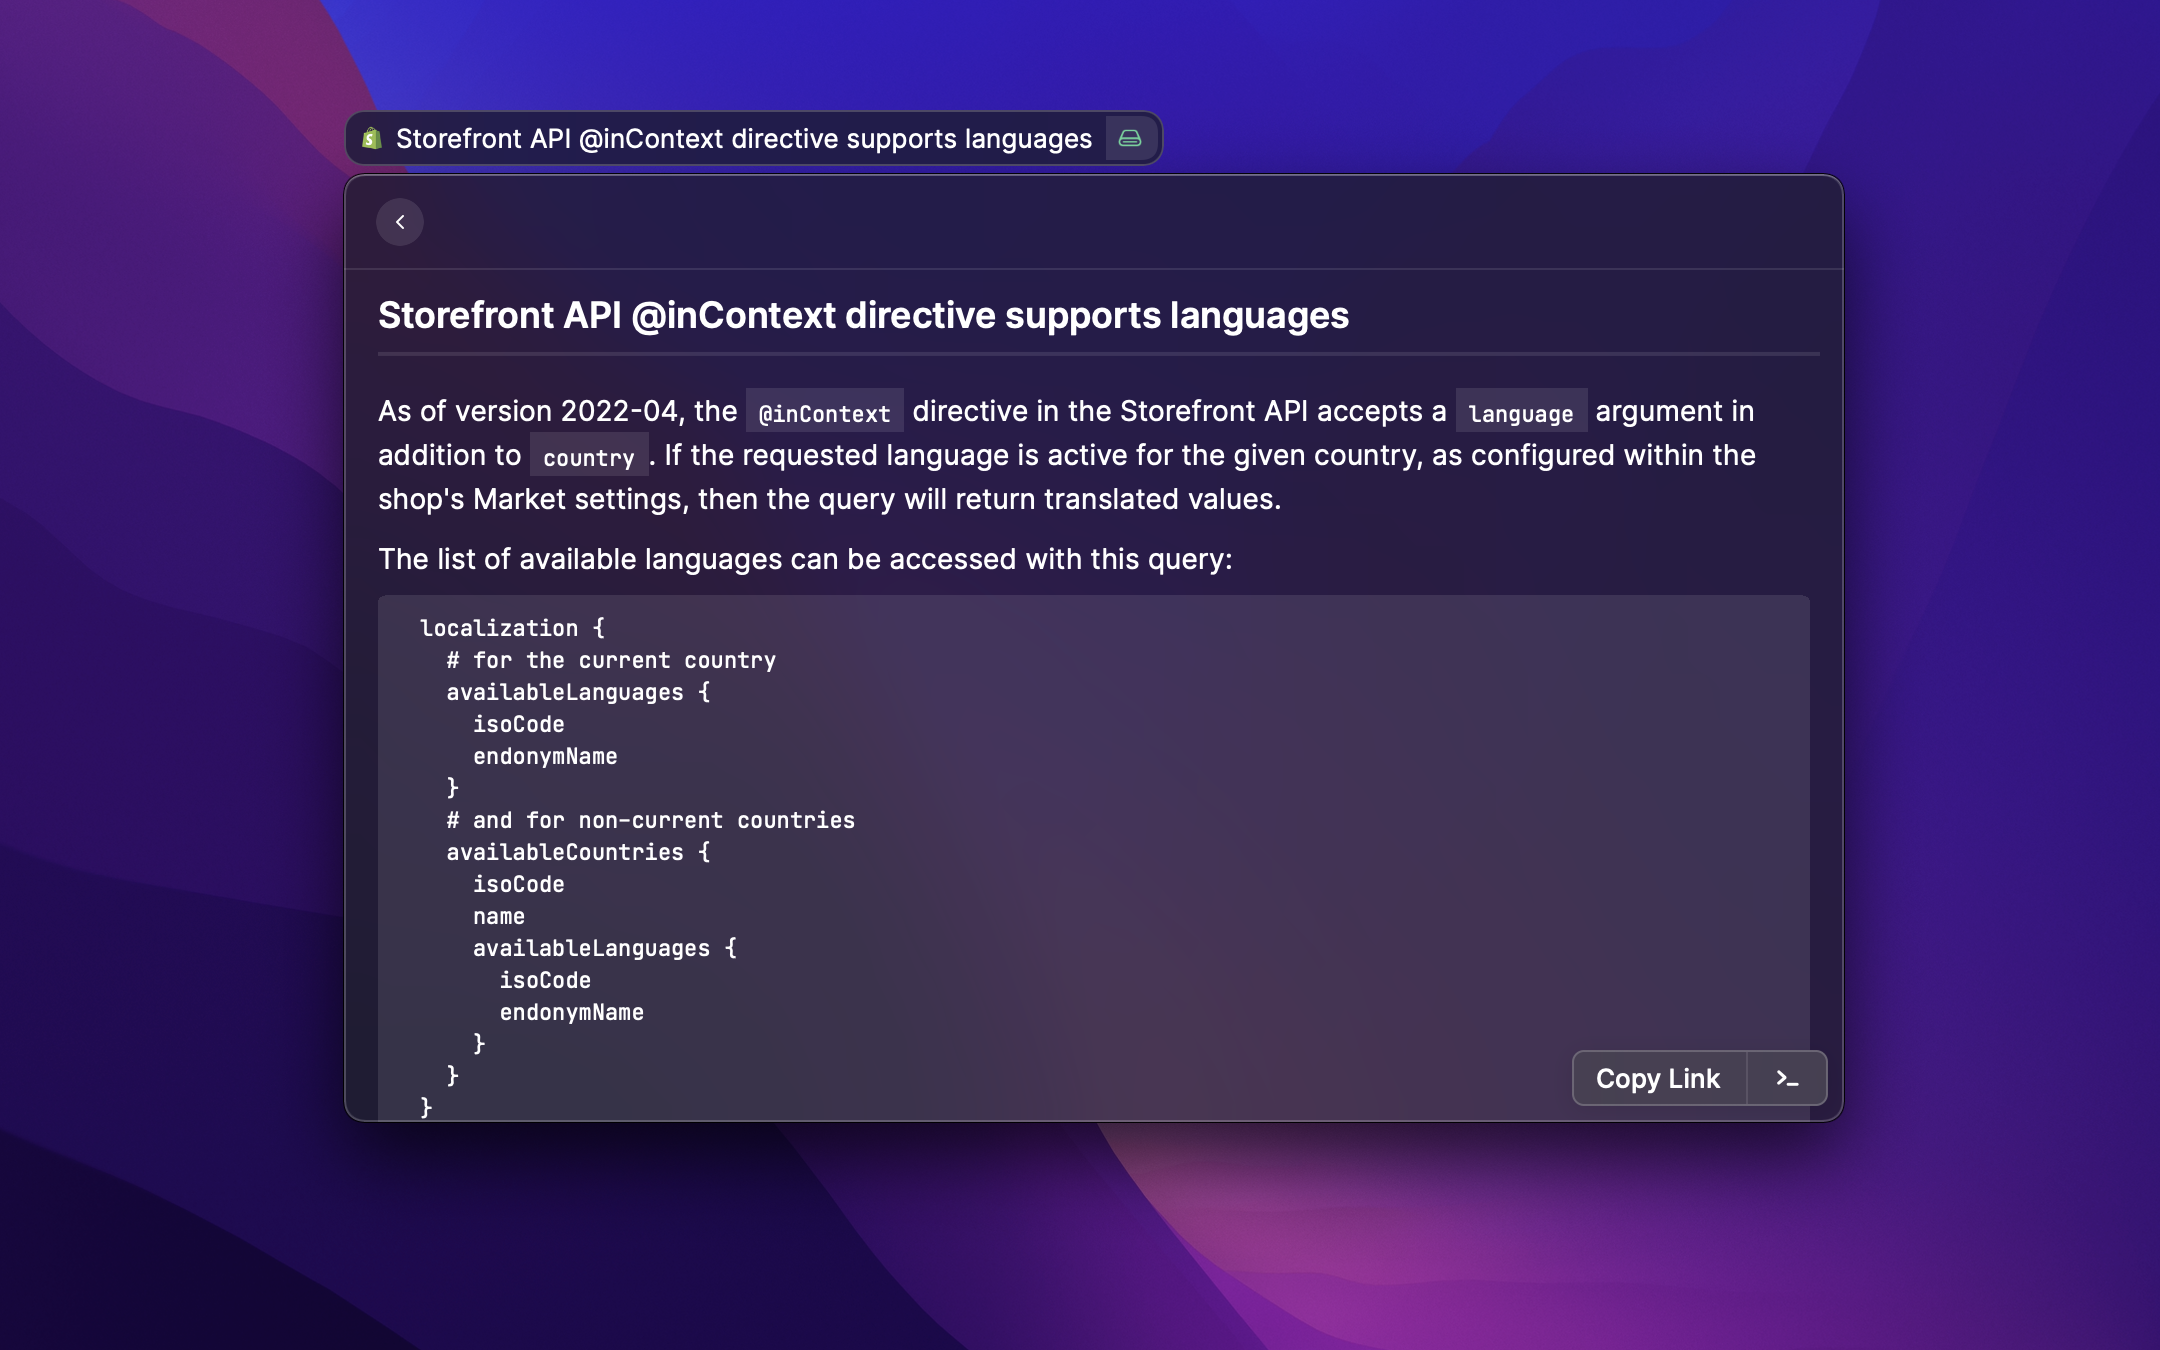 Storefront API @inContext directive supports languages
Storefront API @inContext directive supports languages
As of version 2022-04, the @inContext directive in the Storefront API accepts a language argument in
addition to country. If the requested language is active for the given country, as configured within the
shop's Market settings, then the query will return translated values.
The list of available languages can be accessed with this query:
localization {
  # for the current country
  availableLanguages {
    isoCode
    endonymName
  }
  # and for non-current countries
  availableCountries {
    isoCode
    name
    availableLanguages {
      isoCode
      endonymName
    }
  }
}
Copy Link